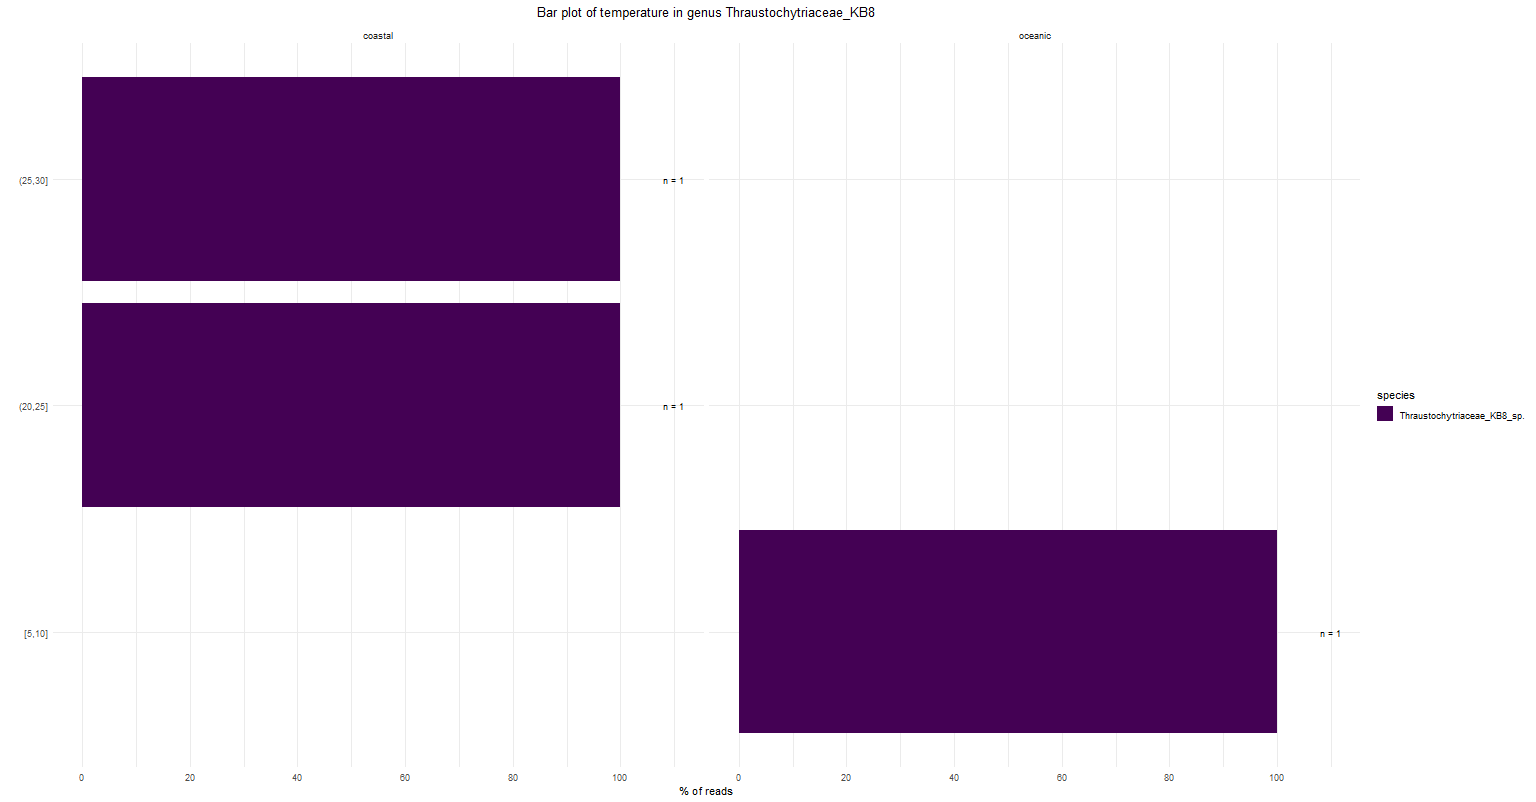 Bar plot of temperature in genus Thraustochytriaceae_KB8
coastal
oceanic
(25,30]
n = 1
(20,25]
n = 1
species
Thraustochytriaceae_KB8_sp.
[5,10]
n = 1
0 20 40 60 80 100
0 20 40 60 80 100
% of reads